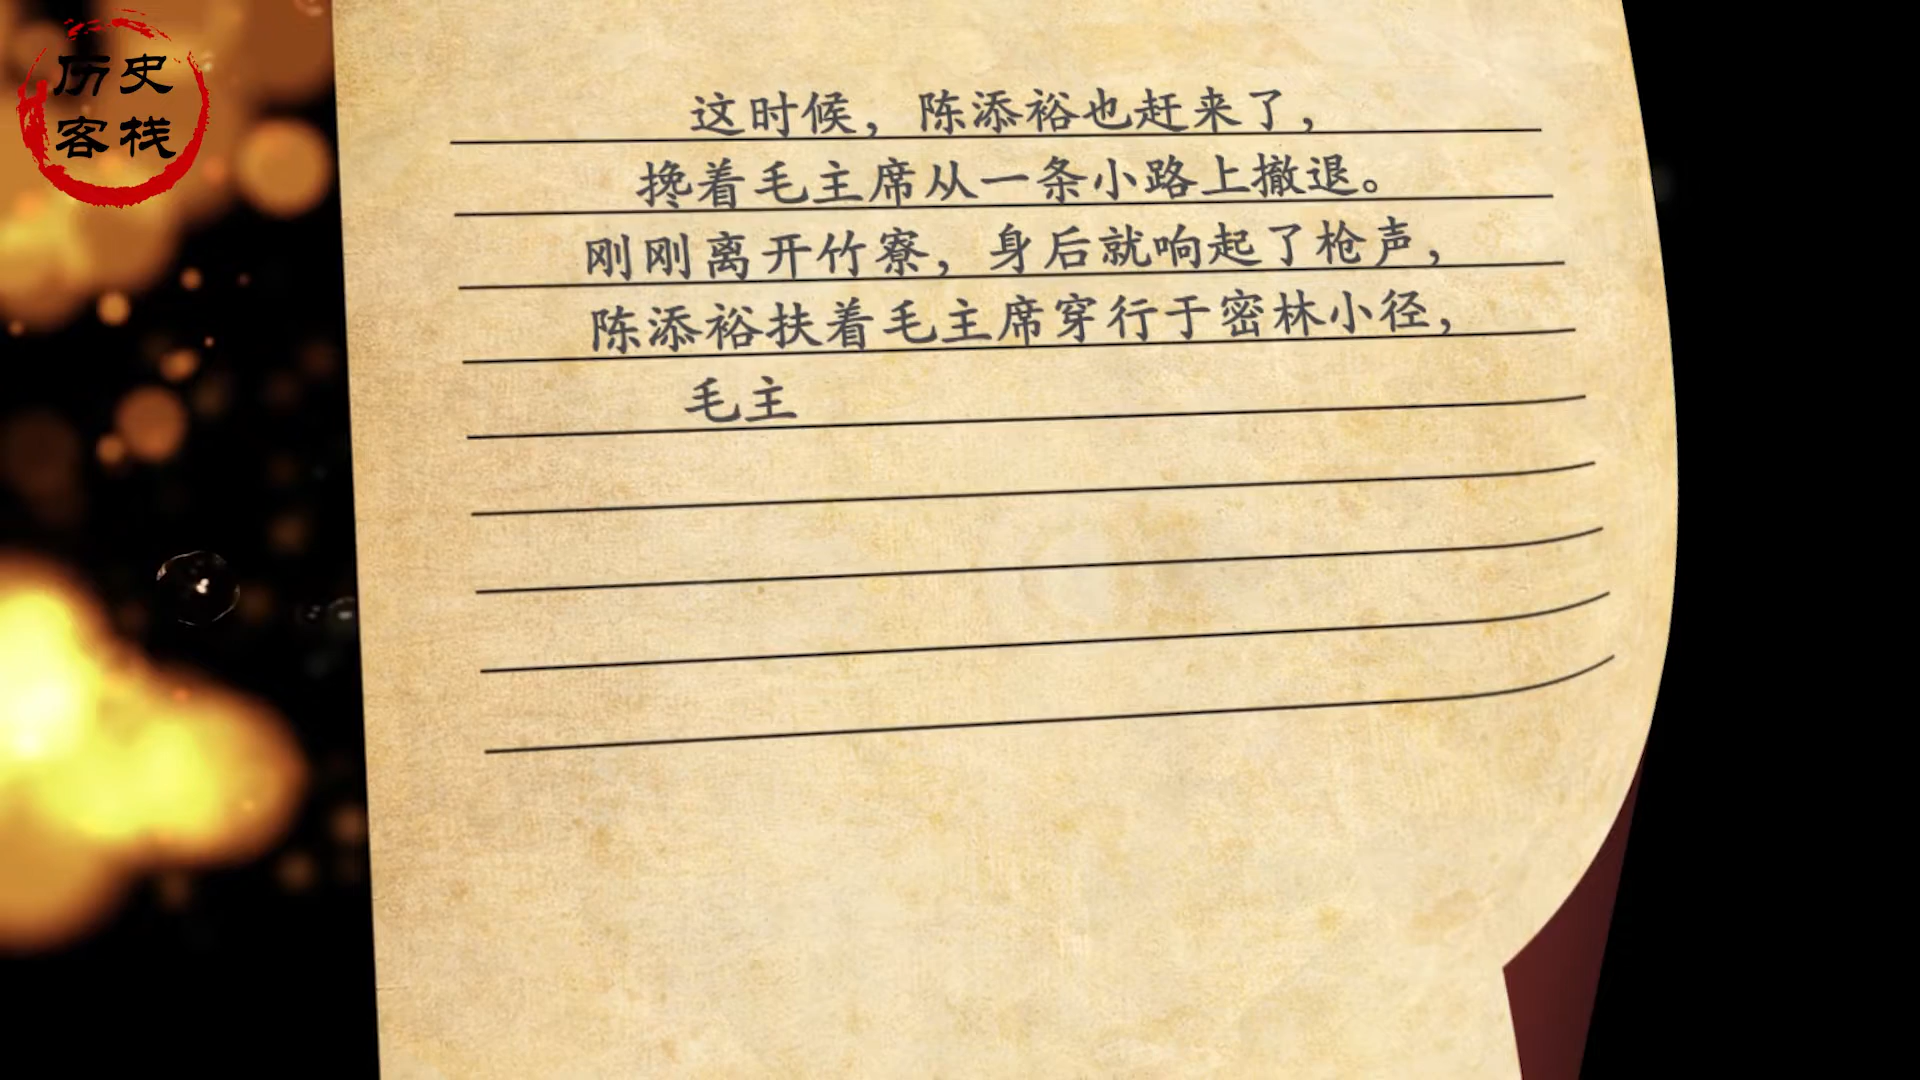 历史
客栈
这时候，陈添裕也赶来了，
搀着毛主席从一条小路上撤退。
刚刚离开竹寮，身后就响起了枪声，
陈添裕扶着毛主席穿行于密林小径，
毛主